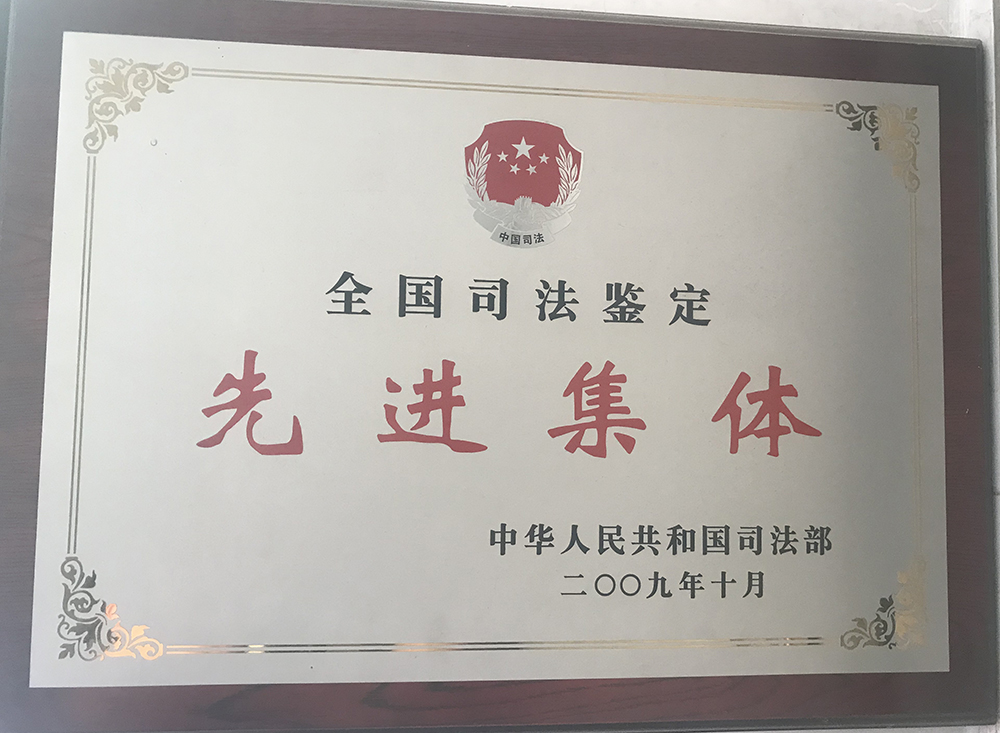 中国司法
全国司法鉴定
先进集体
中华人民共和国司法部
二〇〇九年十月